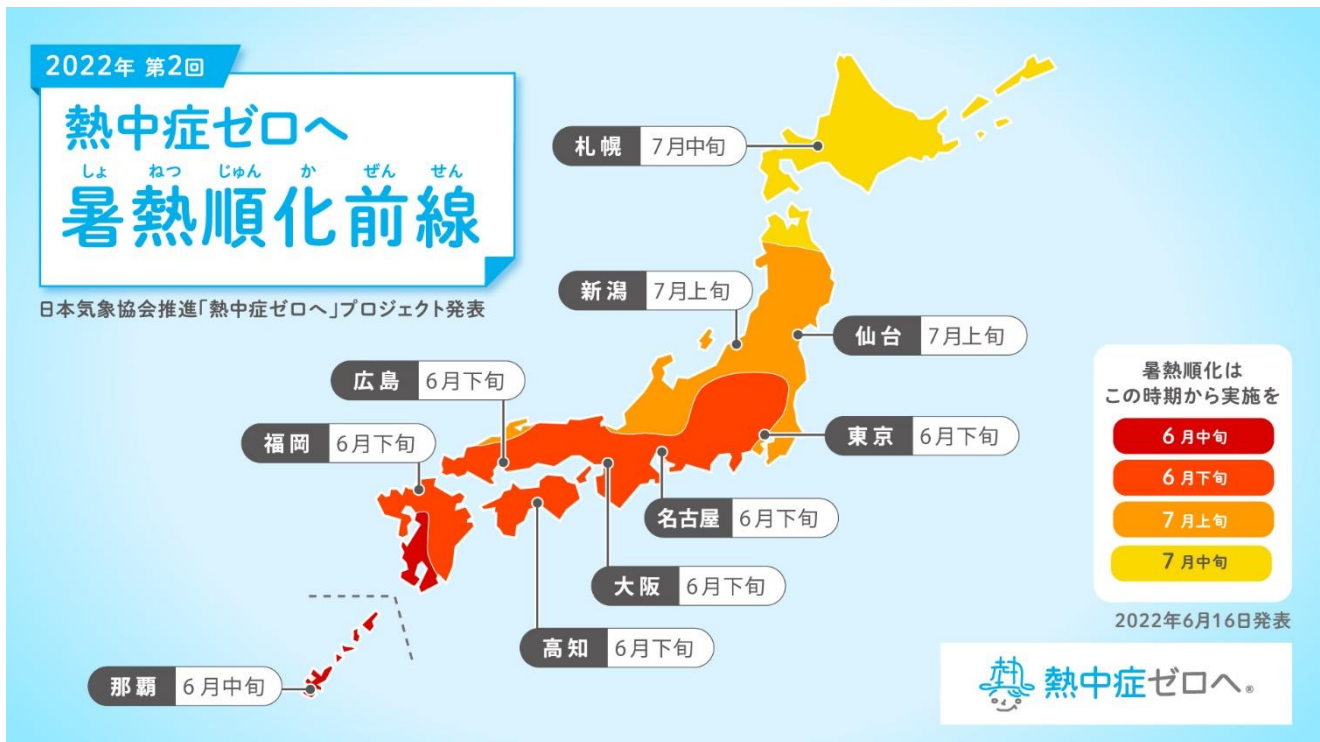 2022年 第2回
熱中症ゼロへ
しょ ねつ じゅん か ぜん せん
暑熱順化前線
日本気象協会推進「熱中症ゼロへ」プロジェクト発表
札幌 7月中旬
新潟 7月上旬
仙台 7月上旬
広島 6月下旬
福岡 6月下旬
東京 6月下旬
名古屋 6月下旬
大阪 6月下旬
高知 6月下旬
那覇 6月中旬
暑熱順化は
この時期から実施を
6月中旬
6月下旬
7月上旬
7月中旬
2022年6月16日発表
熱中症ゼロへ®